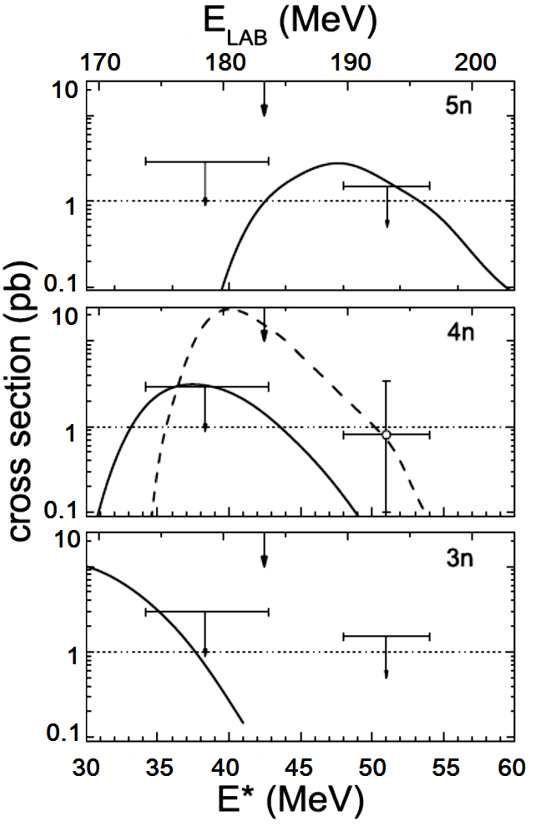 E_LAB (MeV)
170 180 190 200
10 5n
1
0.1
10 4n
1
0.1
10 3n
1
0.1
cross section (pb)
30 35 40 45 50 55 60
E* (MeV)